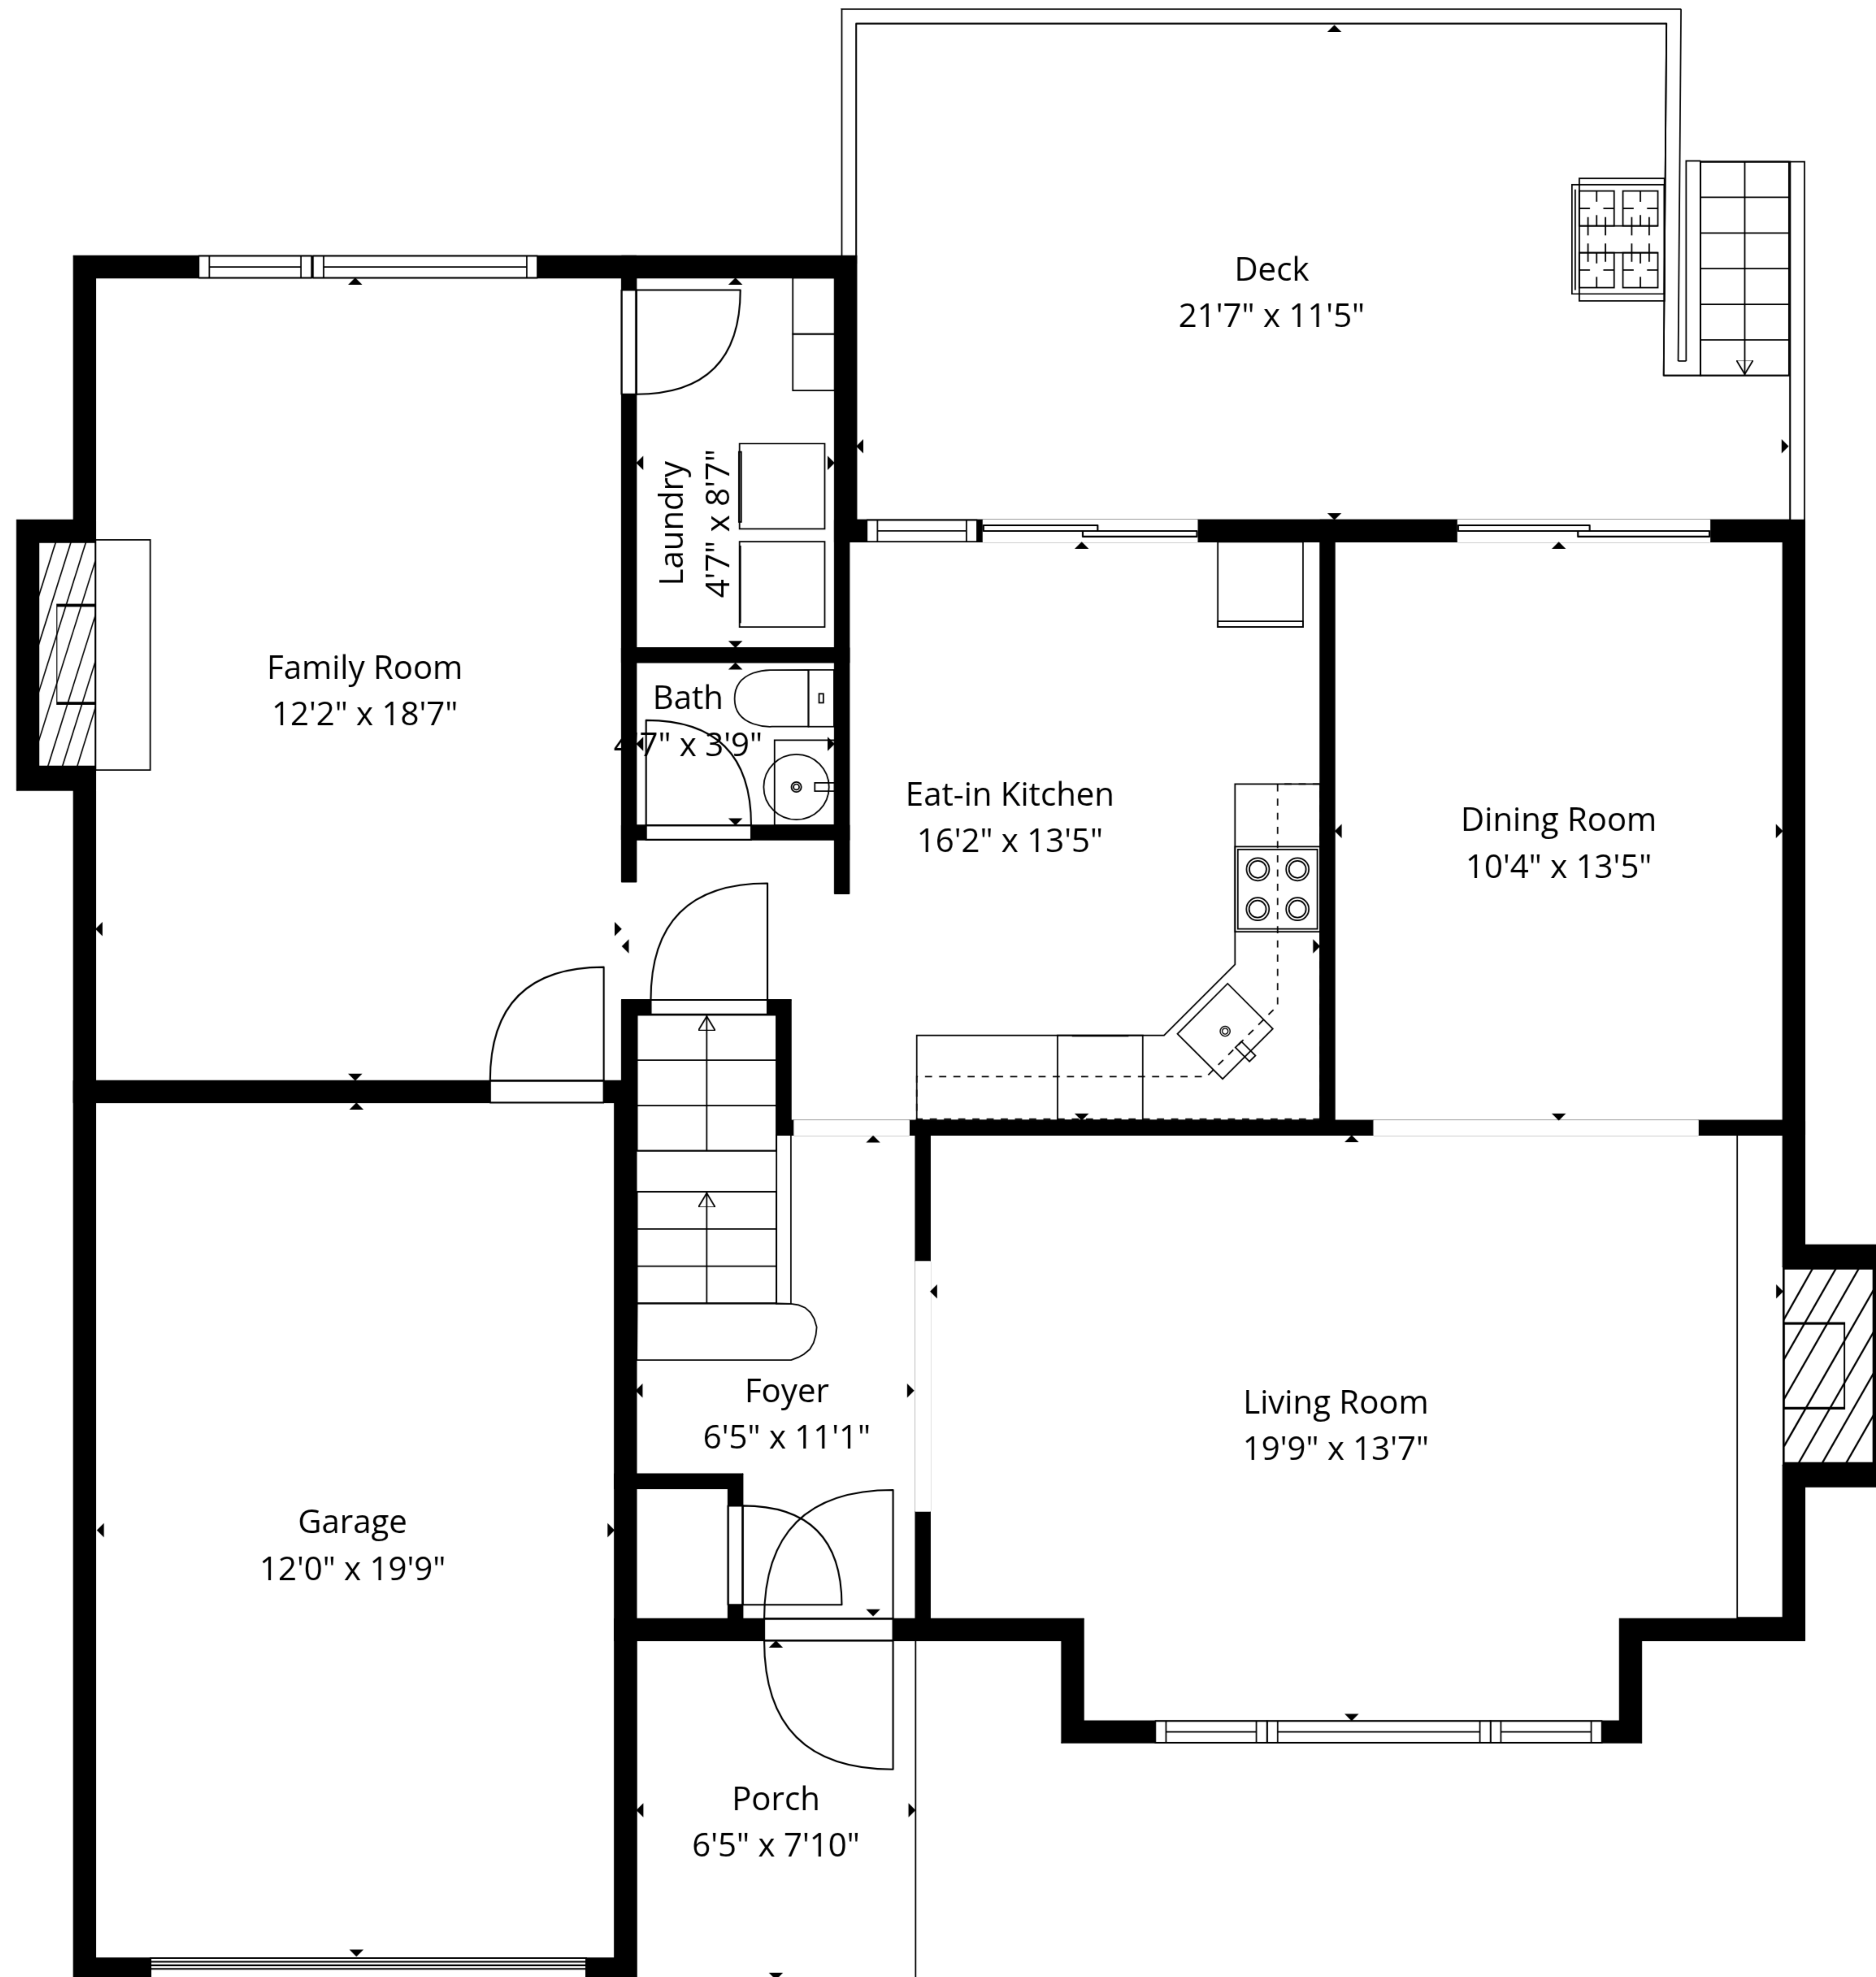 Deck
21'7" x 11'5"
Laundry
4'7" x 8'7"
Family Room
12'2" x 18'7"
Bath
4'7" x 3'9"
Eat-in Kitchen
16'2" x 13'5"
Dining Room
10'4" x 13'5"
Foyer
6'5" x 11'1"
Living Room
19'9" x 13'7"
Garage
12'0" x 19'9"
Porch
6'5" x 7'10"